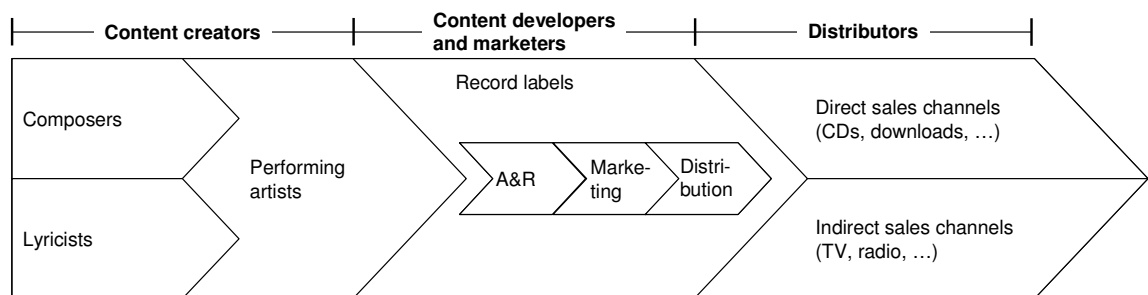 Content creators
Content developers
and marketers
Distributors
Composers
Lyricists
Performing
artists
Record labels
A&R
Marke-
ting
Distri-
bution
Direct sales channels
(CDs, downloads, …)
Indirect sales channels
(TV, radio, …)